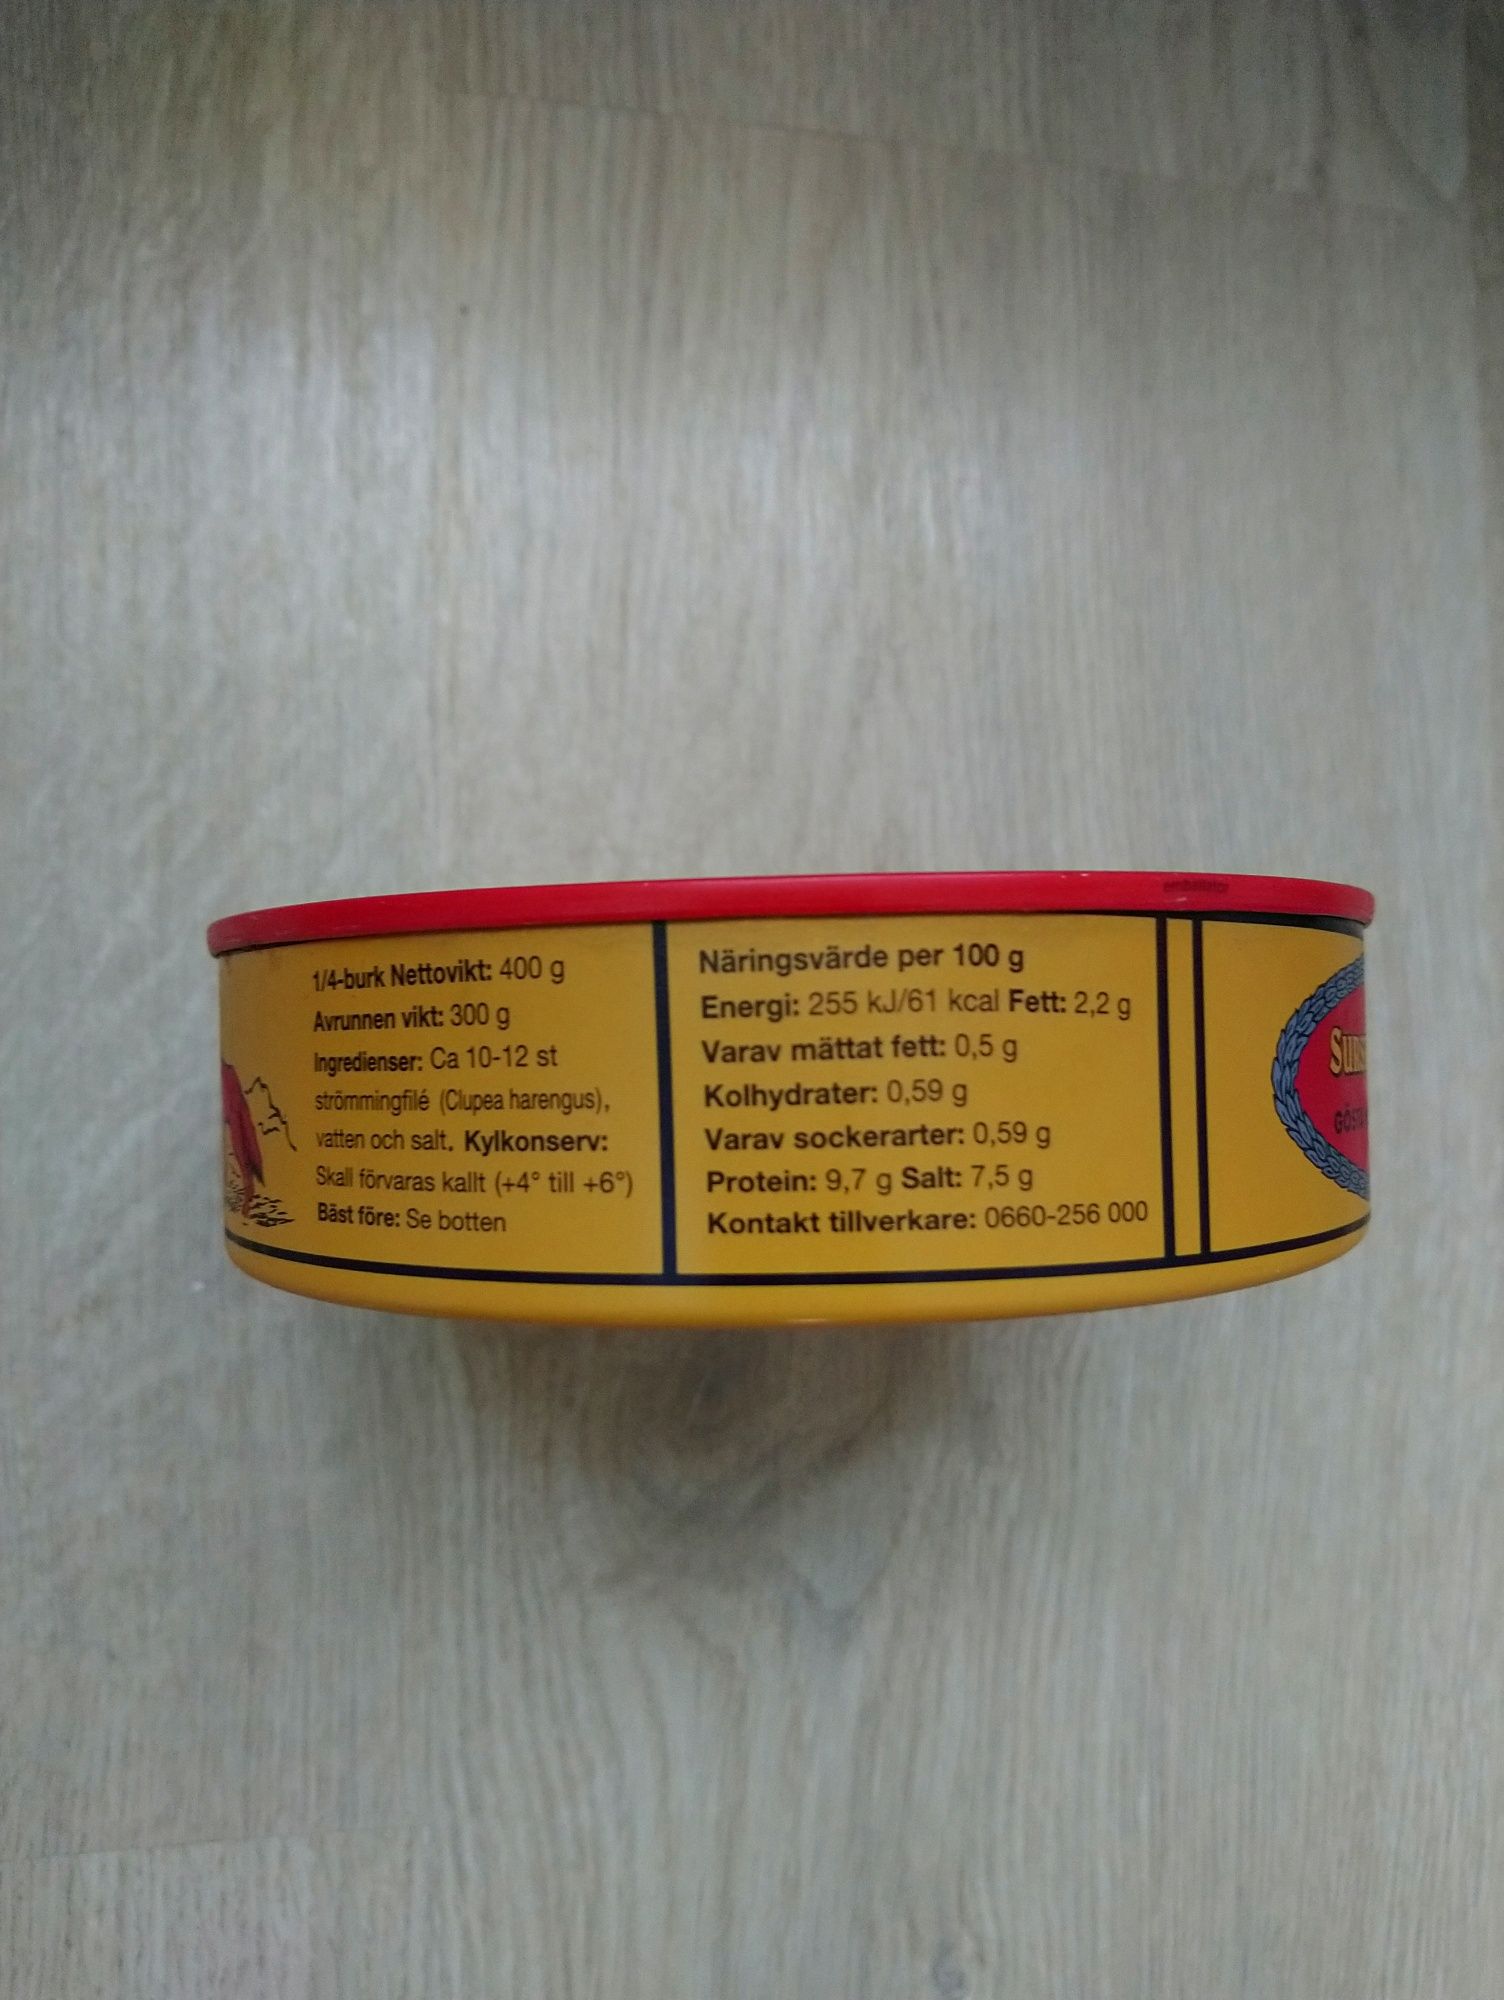 emballator
1/4-burk Nettovikt: 400 g
Avrunnen vikt: 300 g
Ingredienser: Ca 10-12 st
strömmingfilé (Clupea harengus),
vatten och salt. Kylkonserv:
Skall förvaras kallt (+4° till +6°)
Bäst före: Se botten
Näringsvärde per 100 g
Energi: 255 kJ/61 kcal Fett: 2,2 g
Varav mättat fett: 0,5 g
Kolhydrater: 0,59 g
Varav sockerarter: 0,59 g
Protein: 9,7 g Salt: 7,5 g
Kontakt tillverkare: 0660-256 000